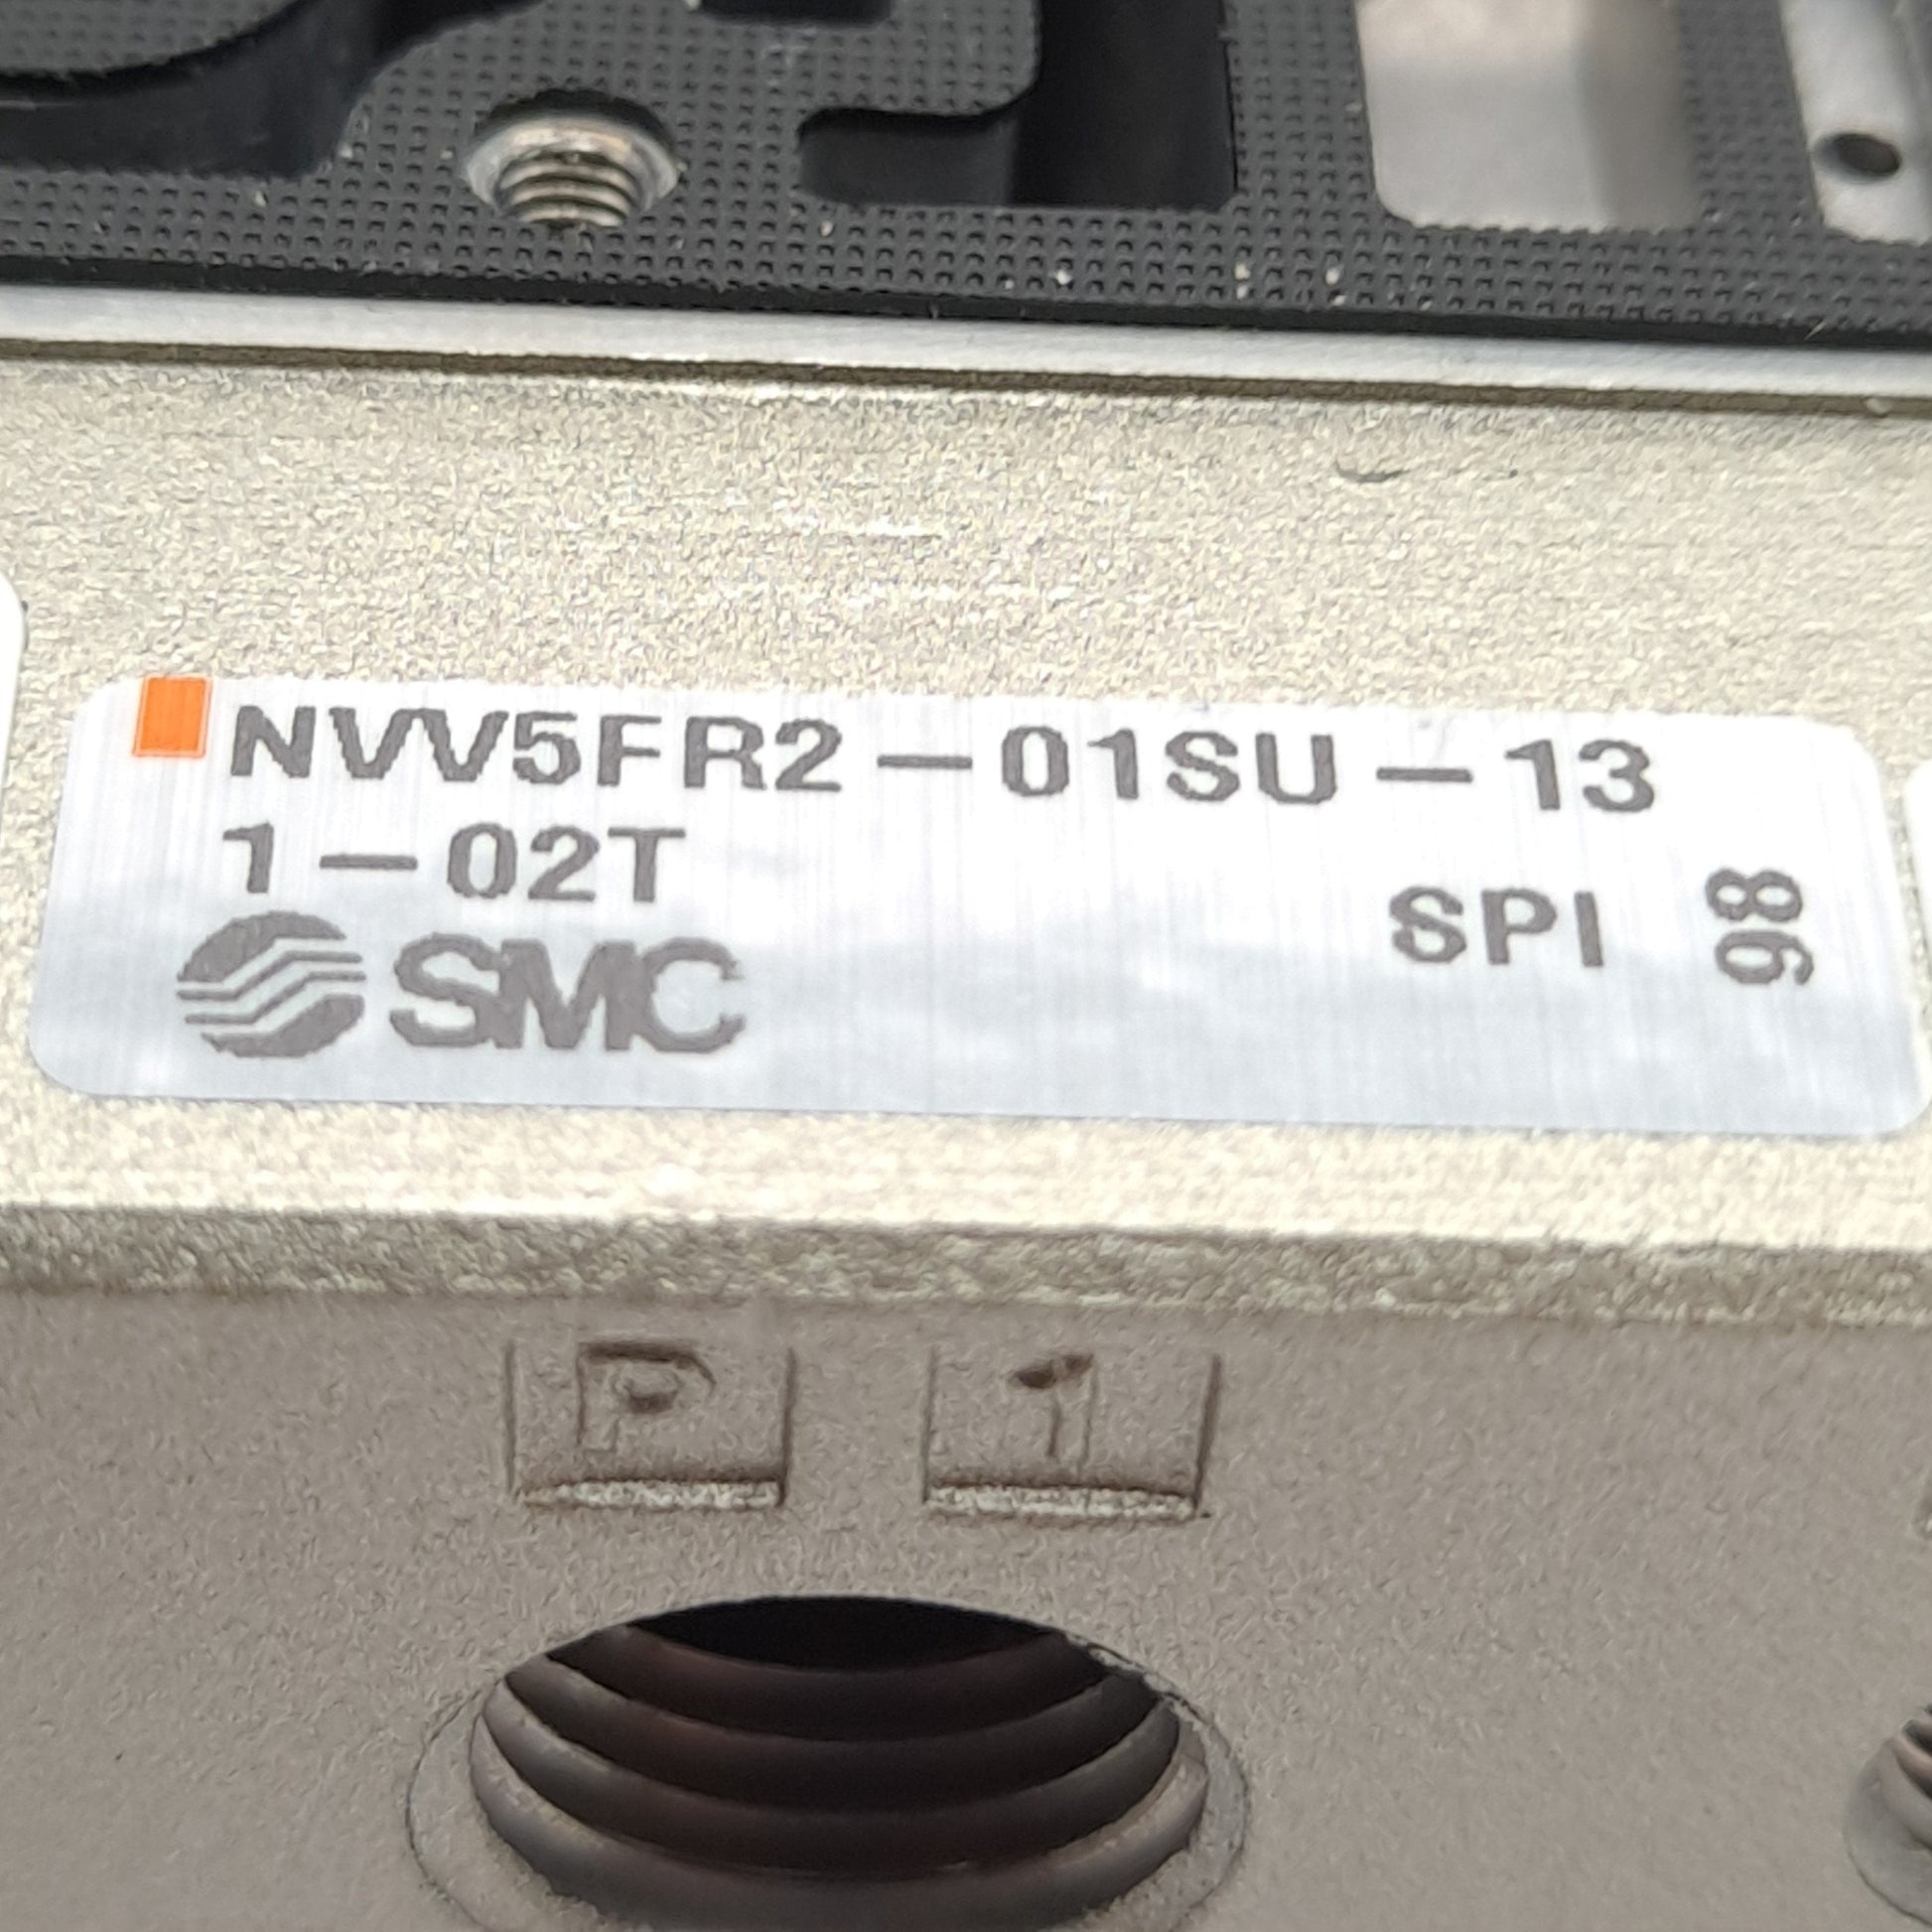 NVV5FR2-01SU-13
1-02T
SMC
SPI
98
P 1